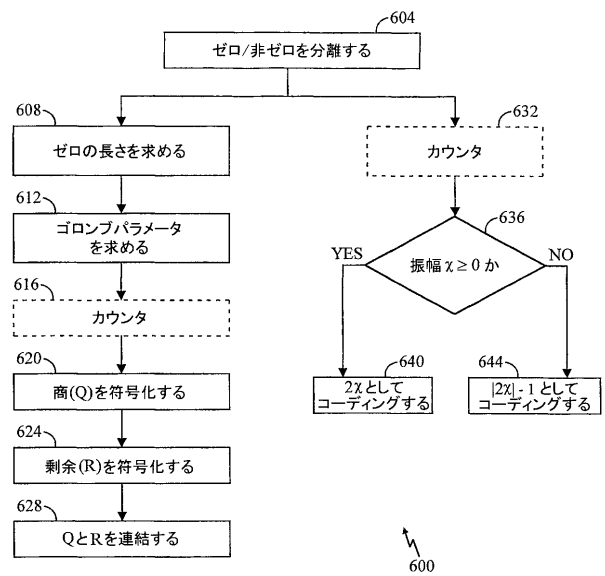 604
ゼロ/非ゼロを分離する
608
ゼロの長さを求める
612
ゴロンブパラメータ
を求める
616
カウンタ
620
商(Q)を符号化する
624
剰余(R)を符号化する
628
QとRを連結する
632
カウンタ
636
振幅 χ ≥ 0 か
YES
NO
640
2χとして
コーディングする
644
|2χ| - 1 として
コーディングする
600